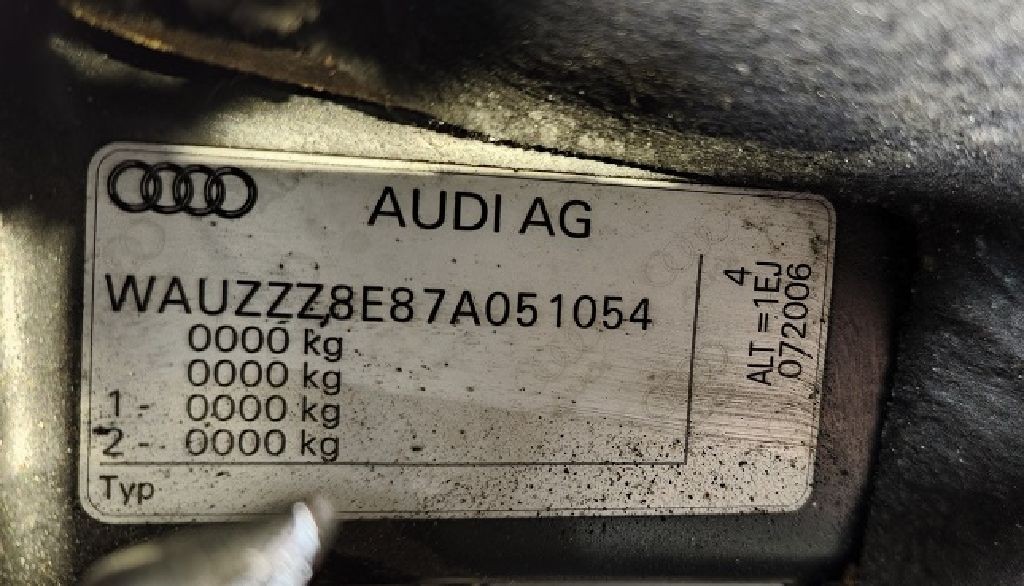 AUDI AG
WAUZZZ8E87A051054
0000 kg
0000 kg
1 - 0000 kg
2 - 0000 kg
Typ
4
ALT = 1EJ
072006